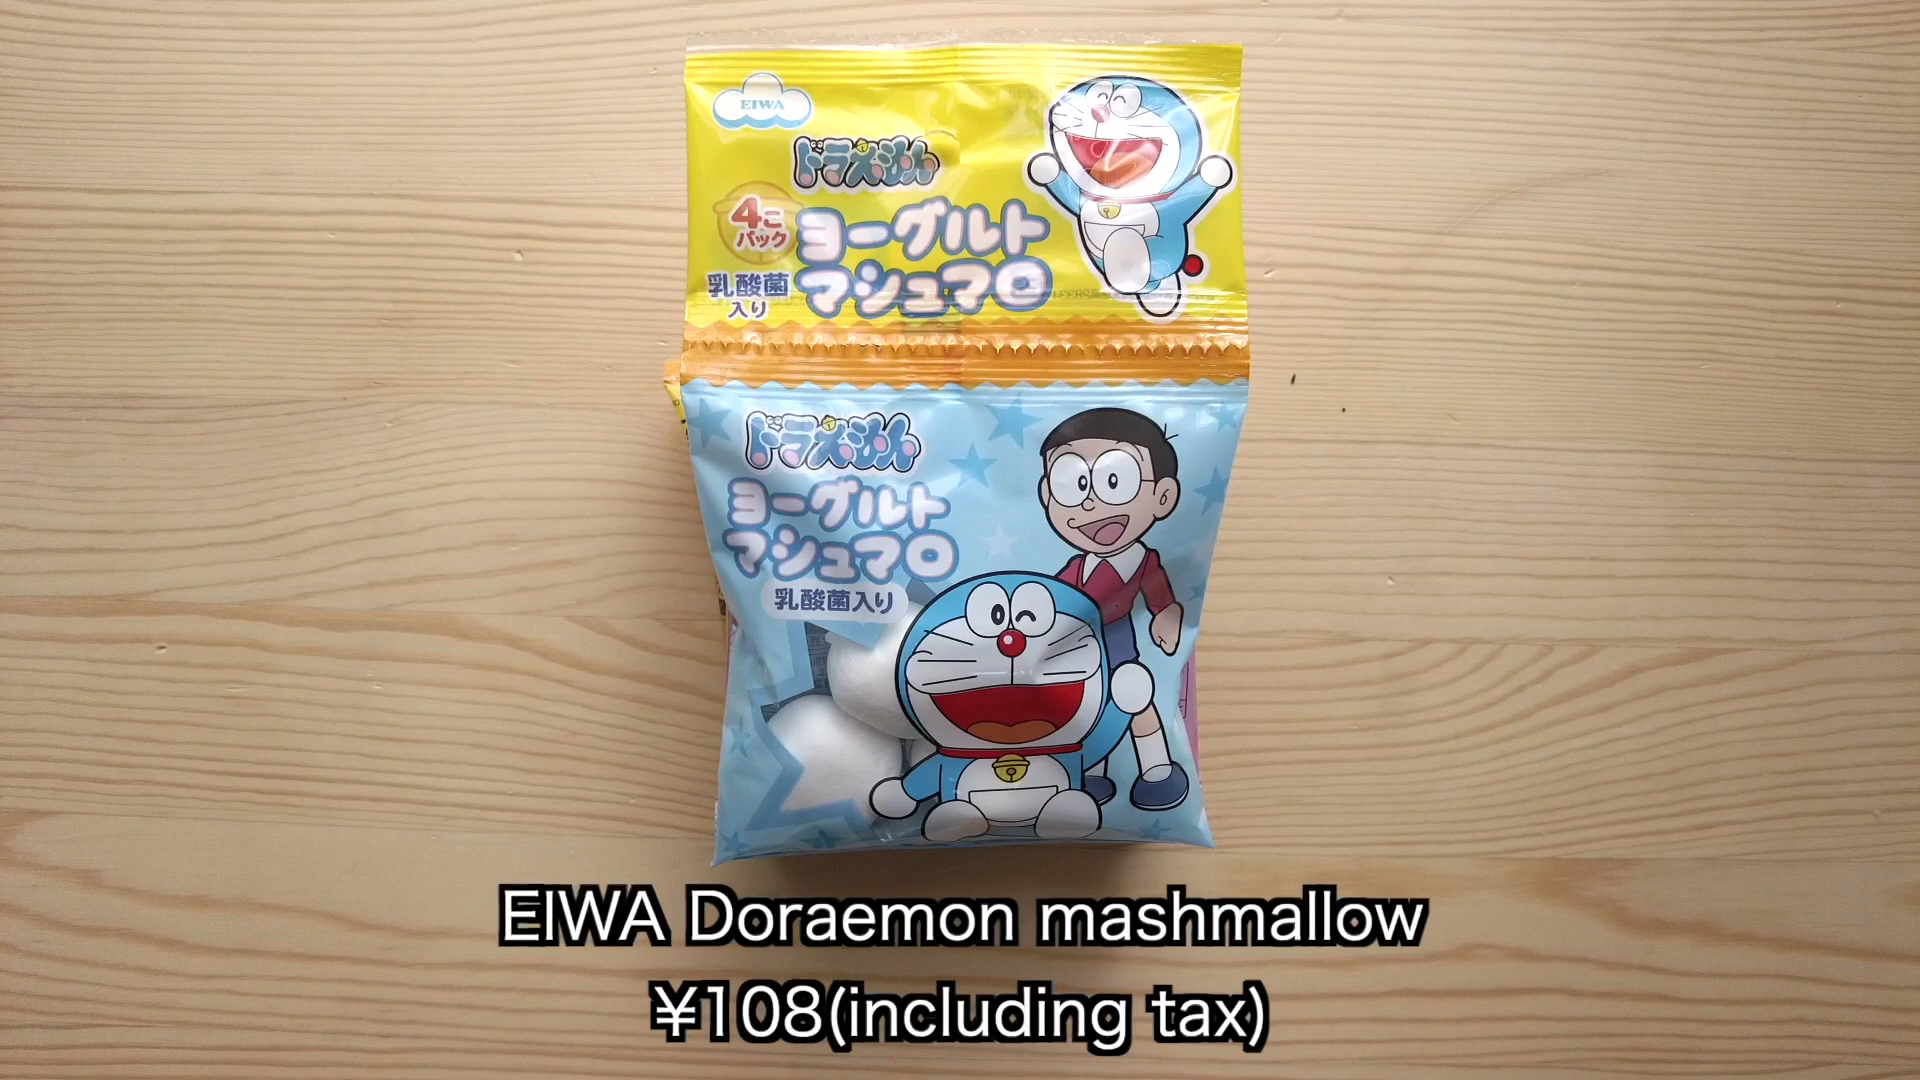 EIWA
ドラえもん
4こ
パック
ヨーグルト
マシュマロ
乳酸菌
入り
ドラえもん
ヨーグルト
マシュマロ
乳酸菌入り
EIWA Doraemon mashmallow
¥108(including tax)